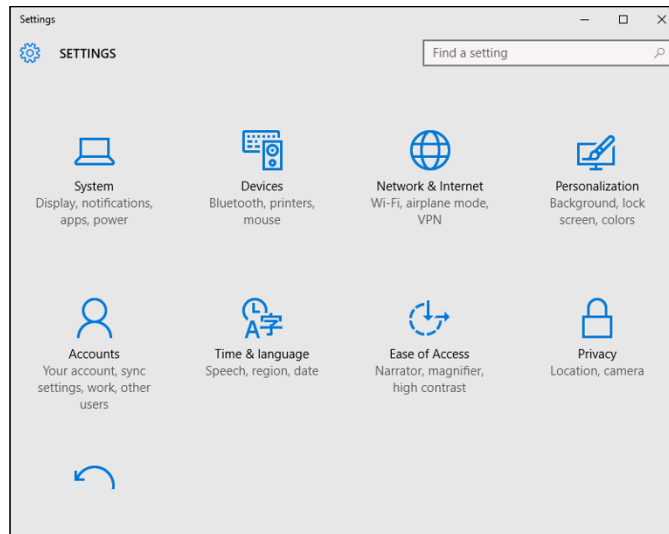 Settings
SETTINGS
Find a setting
System
Display, notifications,
apps, power
Devices
Bluetooth, printers,
mouse
Network & Internet
Wi-Fi, airplane mode,
VPN
Personalization
Background, lock
screen, colors
Accounts
Your account, sync
settings, work, other
users
Time & language
Speech, region, date
Ease of Access
Narrator, magnifier,
high contrast
Privacy
Location, camera